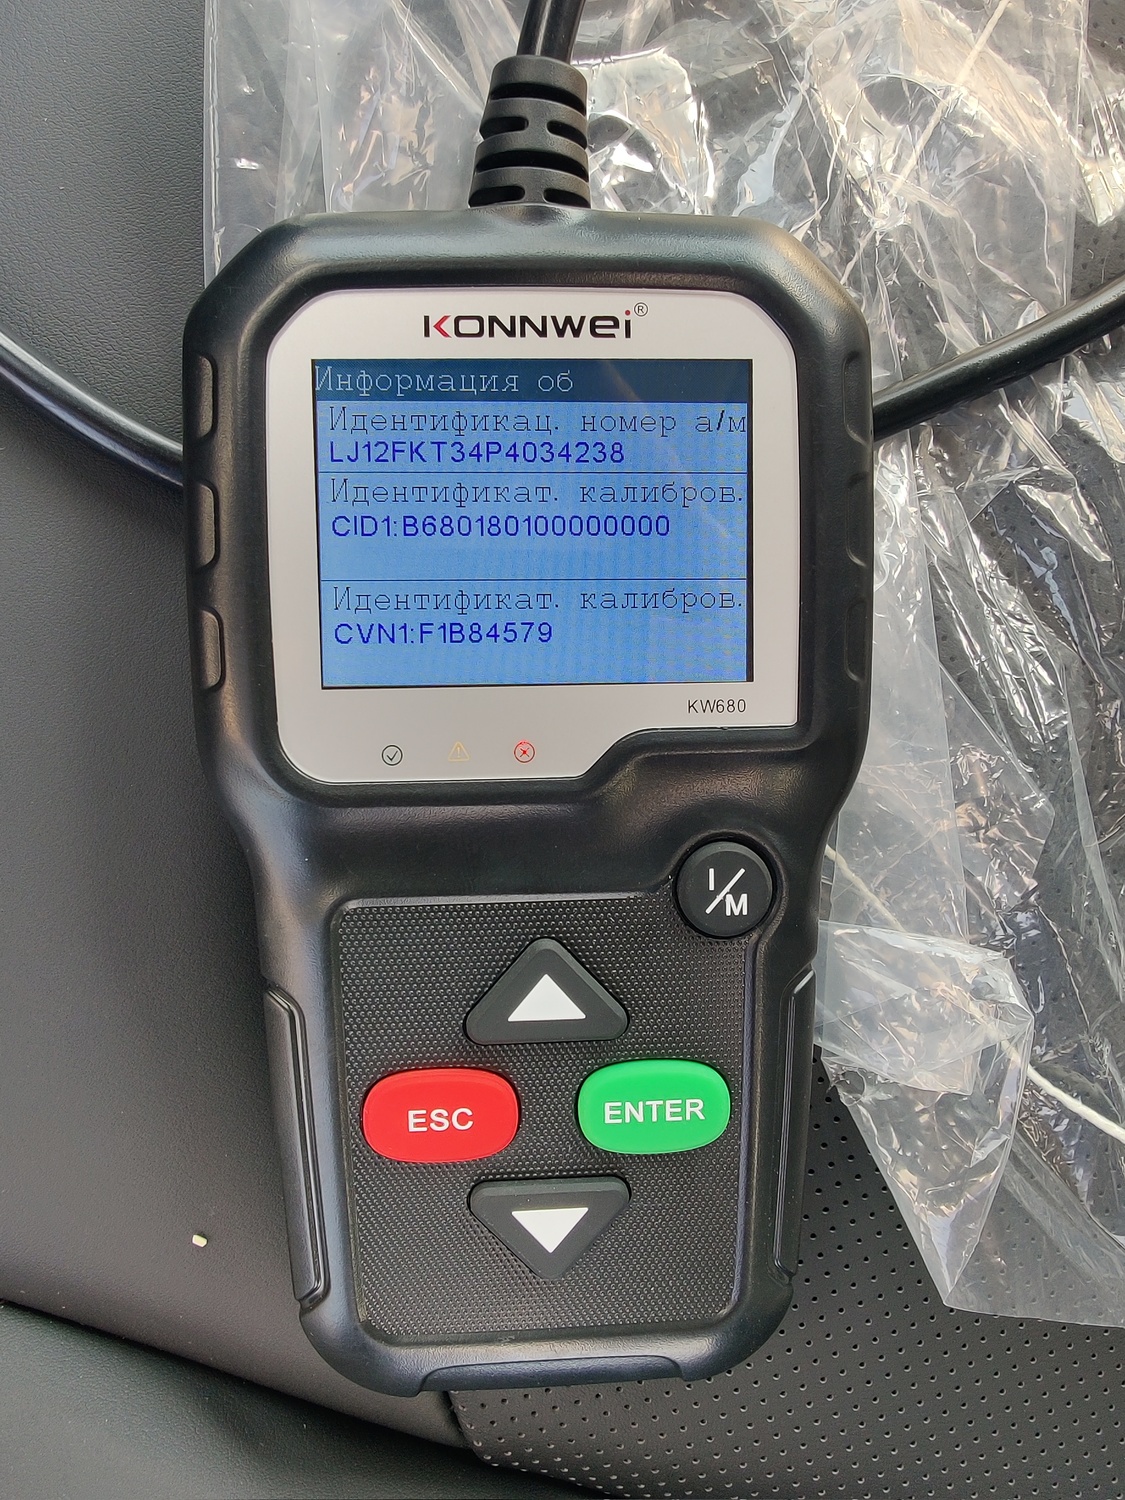 KONNWEI®
Информация об
Идентификац. номер а/м
LJ12FKT34P4034238
Идентификат. калибров.
CID1:B680180100000000
Идентификат. калибров.
CVN1:F1B84579
KW680
I/M
ESC
ENTER